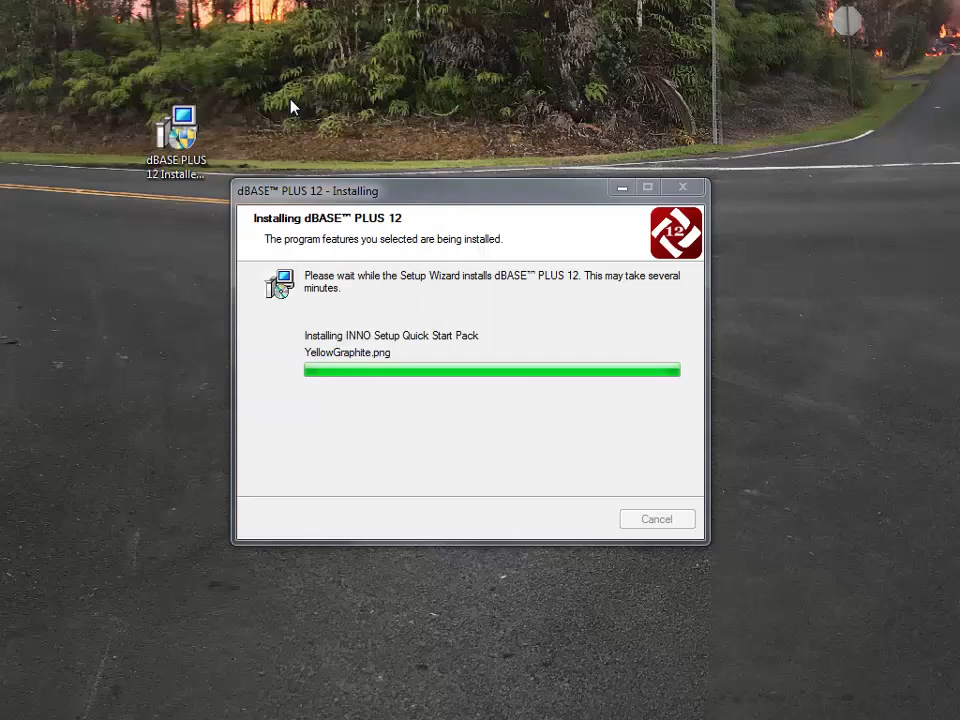 dBASE PLUS
12 Installe...
dBASE™ PLUS 12 - Installing
Installing dBASE™ PLUS 12
The program features you selected are being installed.
12
Please wait while the Setup Wizard installs dBASE™ PLUS 12. This may take several
minutes.
Installing INNO Setup Quick Start Pack
YellowGraphite.png
Cancel